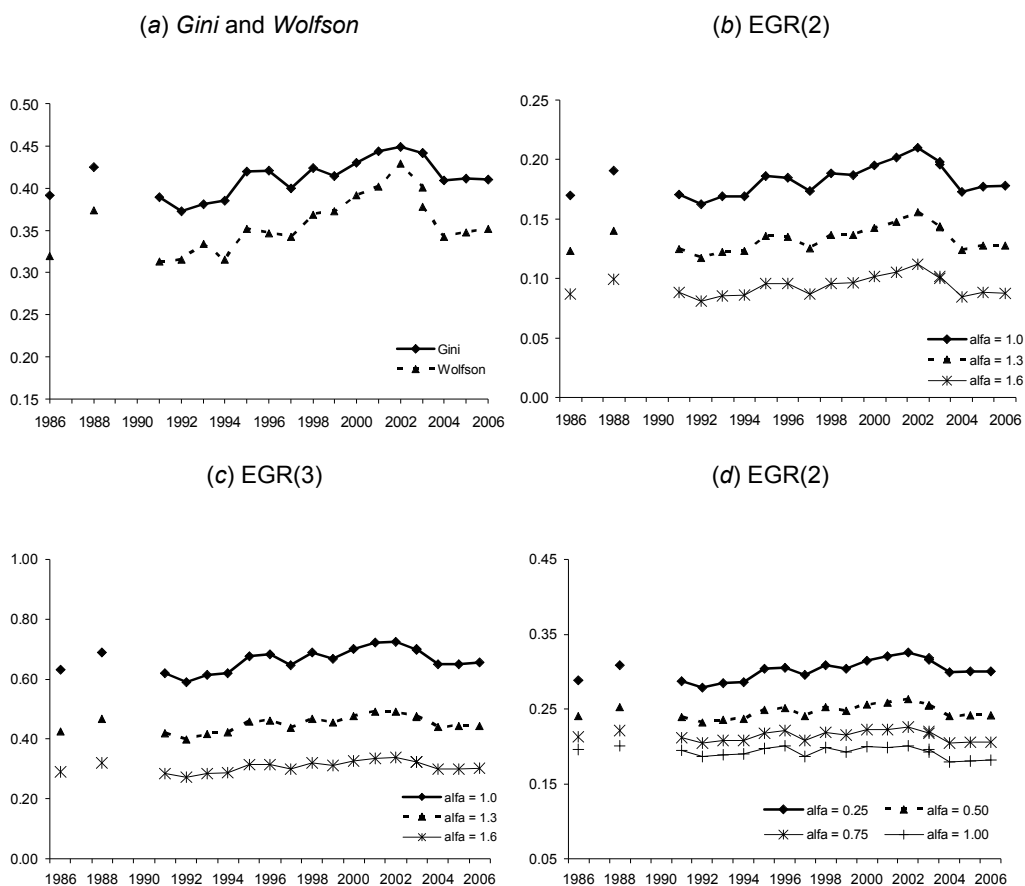 (a) Gini and Wolfson
0.50
0.45
0.40
0.35
0.30
0.25
0.20
0.15
Gini
Wolfson
1986 1988 1990 1992 1994 1996 1998 2000 2002 2004 2006
(b) EGR(2)
0.25
0.20
0.15
0.10
0.05
0.00
alfa = 1.0
alfa = 1.3
alfa = 1.6
1986 1988 1990 1992 1994 1996 1998 2000 2002 2004 2006
(c) EGR(3)
1.00
0.80
0.60
0.40
0.20
0.00
alfa = 1.0
alfa = 1.3
alfa = 1.6
1986 1988 1990 1992 1994 1996 1998 2000 2002 2004 2006
(d) EGR(2)
0.45
0.35
0.25
0.15
0.05
alfa = 0.25 alfa = 0.50
alfa = 0.75 alfa = 1.00
1986 1988 1990 1992 1994 1996 1998 2000 2002 2004 2006